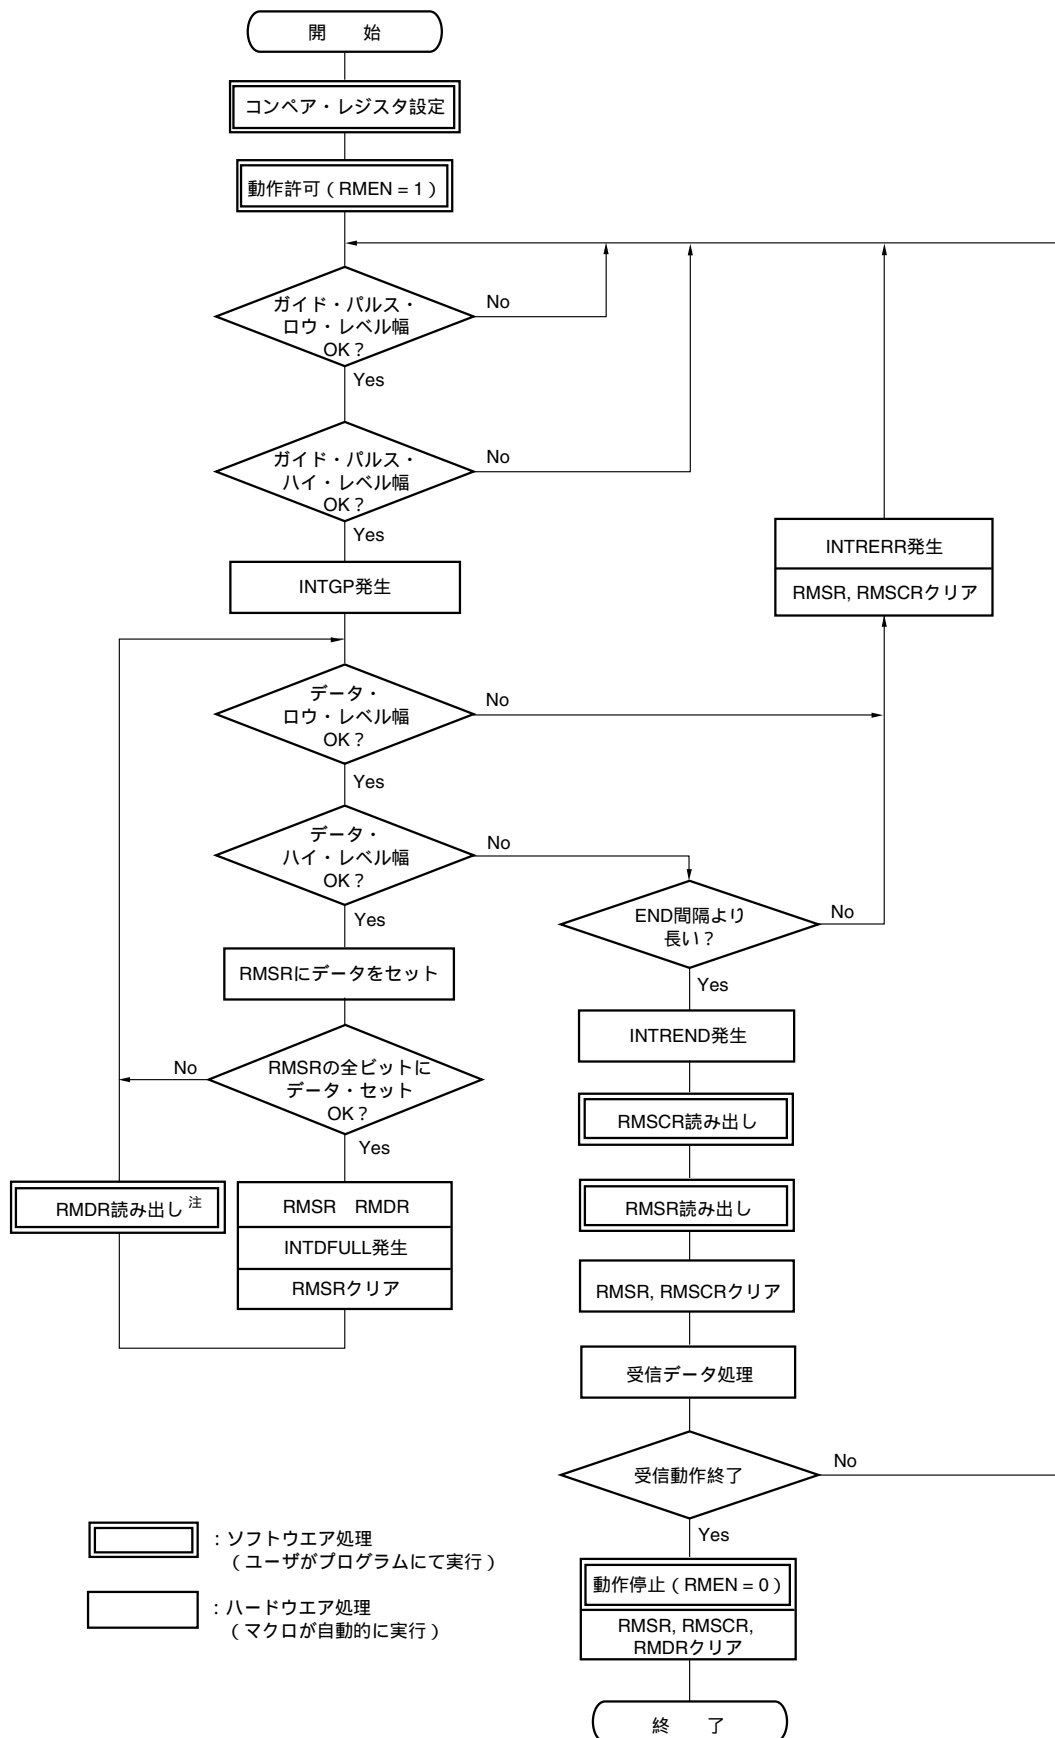 開　始
コンペア・レジスタ設定
動作許可（RMEN = 1）
ガイド・パルス・
ロウ・レベル幅
OK？
No
Yes
ガイド・パルス・
ハイ・レベル幅
OK？
No
Yes
INTGP発生
INTRERR発生
RMSR, RMSCRクリア
データ・
ロウ・レベル幅
OK？
No
Yes
データ・
ハイ・レベル幅
OK？
No
Yes
END間隔より
長い？
No
Yes
RMSRにデータをセット
INTREND発生
RMSRの全ビットに
データ・セット
OK？
No
Yes
RMSCR読み出し
RMDR読み出し 注
RMSR　RMDR
INTDFULL発生
RMSRクリア
RMSR読み出し
RMSR, RMSCRクリア
受信データ処理
受信動作終了
No
Yes
動作停止（RMEN = 0）
RMSR, RMSCR,
RMDRクリア
終　了
：ソフトウエア処理
（ユーザがプログラムにて実行）
：ハードウエア処理
（マクロが自動的に実行）